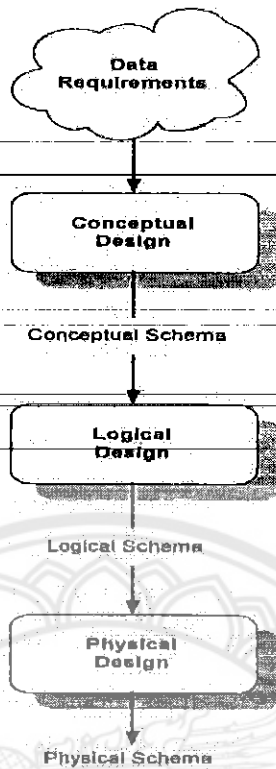 Data
Requirements
Conceptual
Design
Conceptual Schema
Logical
Design
Logical Schema
Physical
Design
Physical Schema